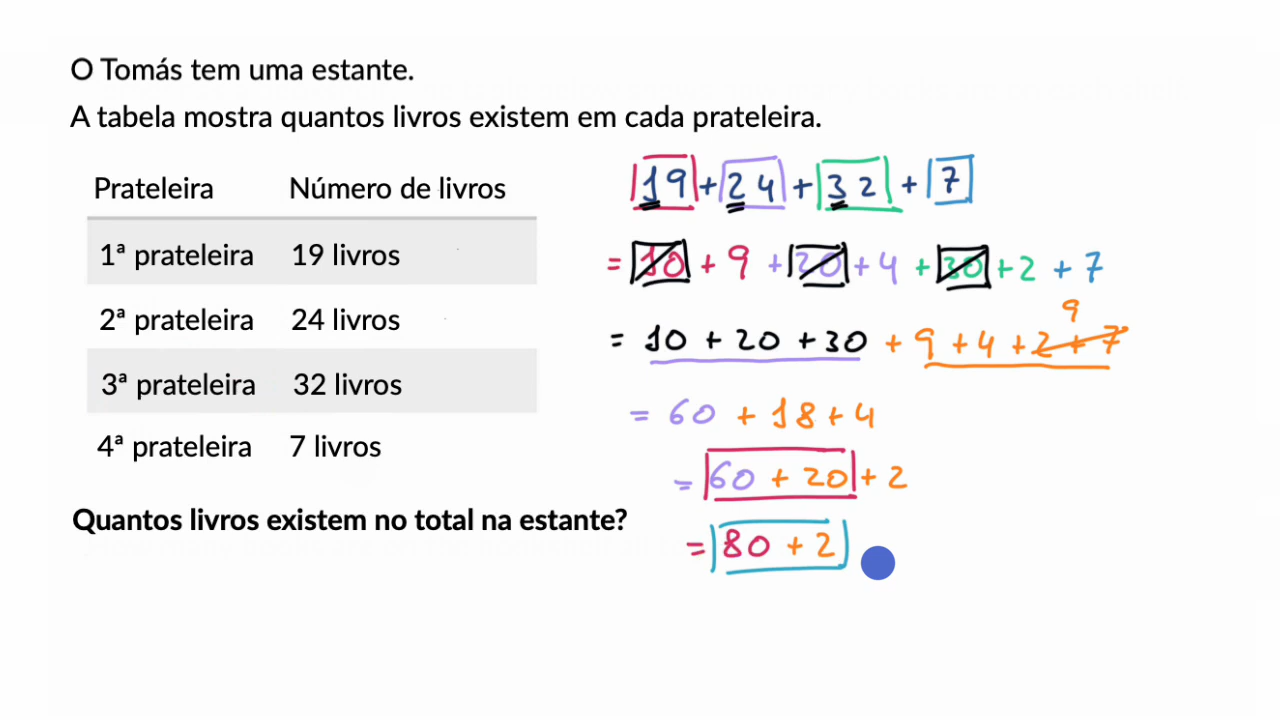 O Tomás tem uma estante.
A tabela mostra quantos livros existem em cada prateleira.
Prateleira Número de livros
1ª prateleira 19 livros
2ª prateleira 24 livros
3ª prateleira 32 livros
4ª prateleira 7 livros
Quantos livros existem no total na estante?
19 + 24 + 32 + 7
= 10 + 9 + 20 + 4 + 30 + 2 + 7
9
= 10 + 20 + 30 + 9 + 4 + 2 + 7
= 60 + 18 + 4
= 60 + 20 + 2
= 80 + 2